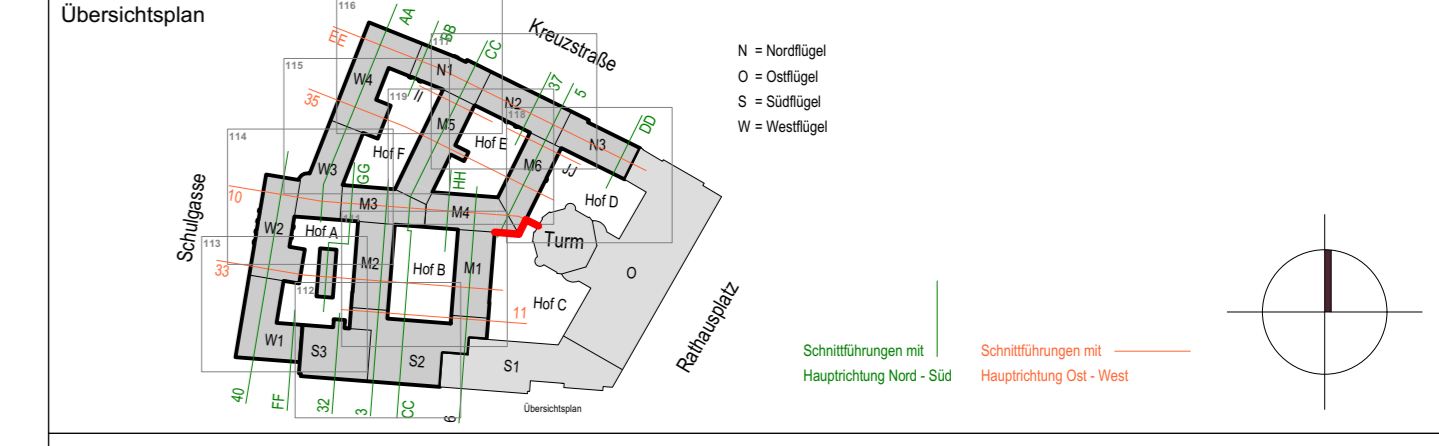 Übersichtsplan
116
AA
BB
EE
117
CC
Kreuzstraße
115
W4
N1
119
II
37
5
35
N2
118
DD
M5
Hof E
N3
114
Hof F
M6
JJ
W3
GG
HH
Hof D
10
M3
111
M4
Schulgasse
W2
Hof A
Turm
113
33
M2
Hof B
M1
O
112
Hof C
11
Rathausplatz
W1
S3
S2
S1
40
FF
32
3
CC
6
Übersichtsplan
N = Nordflügel
O = Ostflügel
S = Südflügel
W = Westflügel
Schnittführungen mit
Hauptrichtung Nord - Süd
Schnittführungen mit
Hauptrichtung Ost - West